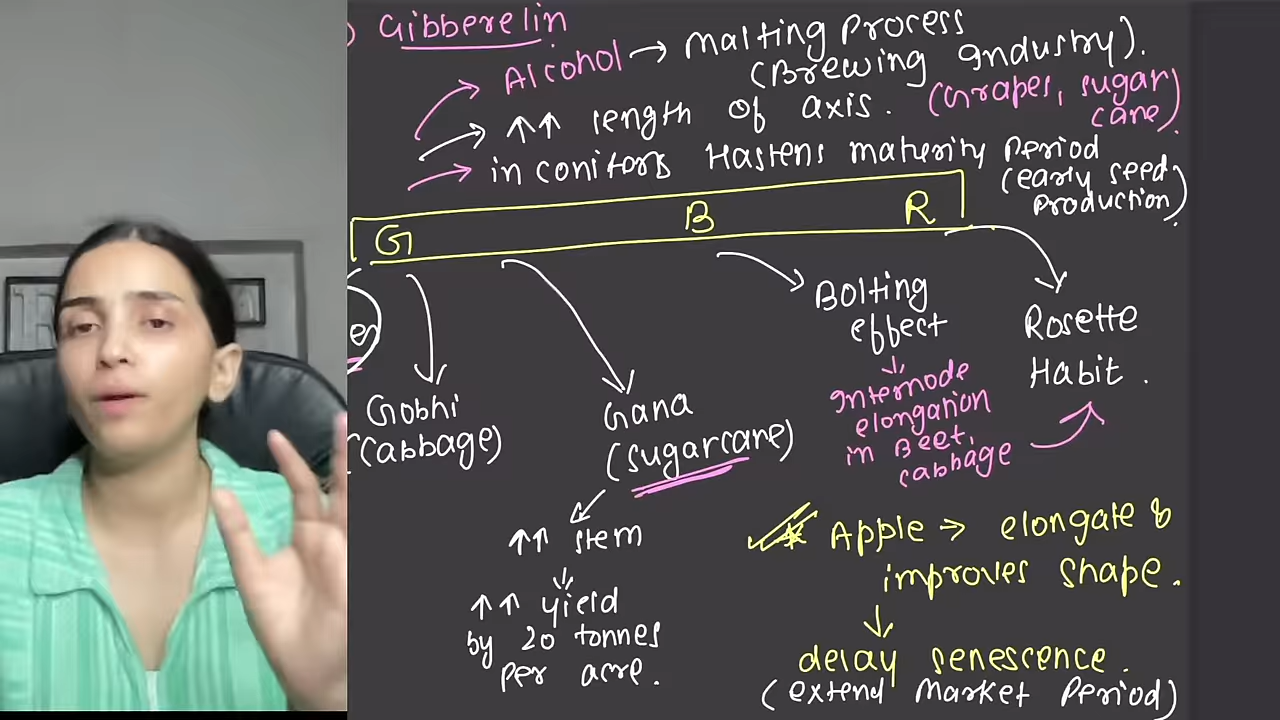 ) Gibberelin
Alcohol → Malting Process
(Brewing Industry).
↑↑ length of axis. (Grapes, sugar
cane).
in conifors Hastens maturity Period
(early seed
Production)
G B R
Gobhi
(Cabbage)
Gana
(sugarcane)
↑↑ stem
↑↑ yield
by 20 tonnes
per acre.
Bolting
effect
Internode
elongation
in Beet,
cabbage
Rosette
Habit.
* Apple → elongate &
improves shape.
delay senescence.
(extend Market Period)